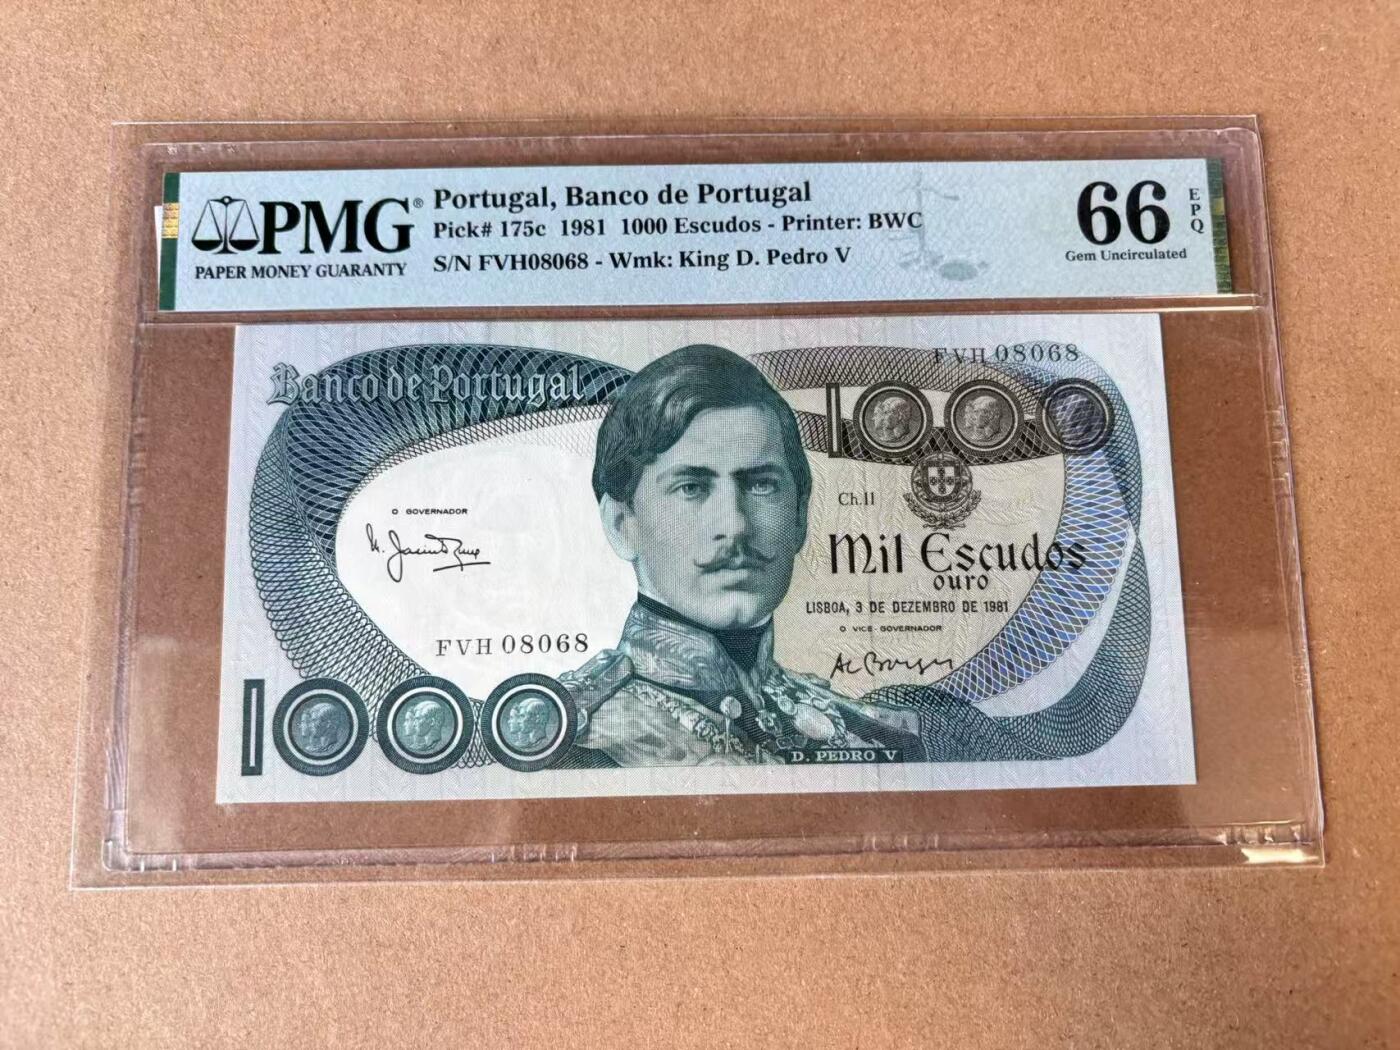 PMG®
PAPER MONEY GUARANTY
Portugal, Banco de Portugal
Pick# 175c 1981 1000 Escudos - Printer: BWC
S/N FVH08068 - Wmk: King D. Pedro V
66
EPQ
Gem Uncirculated
Banco de Portugal
FVH 08068
1000
Ch.11
O GOVERNADOR
Mil Escudos
ouro
LISBOA, 3 DE DEZEMBRO DE 1981
O VICE-GOVERNADOR
FVH 08068
1000
D. PEDRO V